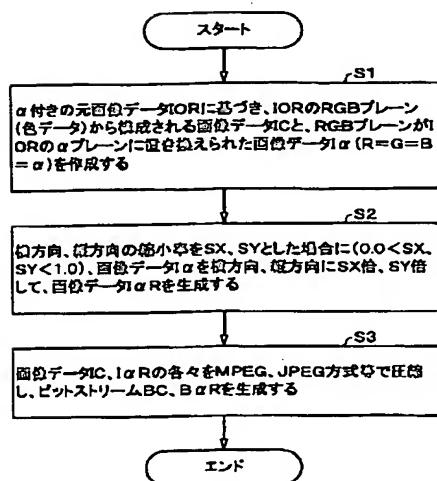 スタート
S1
α付きの元画像データIORに基づき、IORのRGBプレーン
(色データ)から構成される画像データICと、RGBプレーンがI
ORのαプレーンに置き換えられた画像データIα(R=G=B
=α)を作成する
S2
横方向、縦方向の縮小率をSX、SYとした場合に(0.0<SX、
SY<1.0)、画像データIαを横方向、縦方向にSX倍、SY倍
して、画像データIαRを生成する
S3
画像データIC、IαRの各々をMPEG、JPEG方式等で圧縮
し、ビットストリームBC、BαRを生成する
エンド